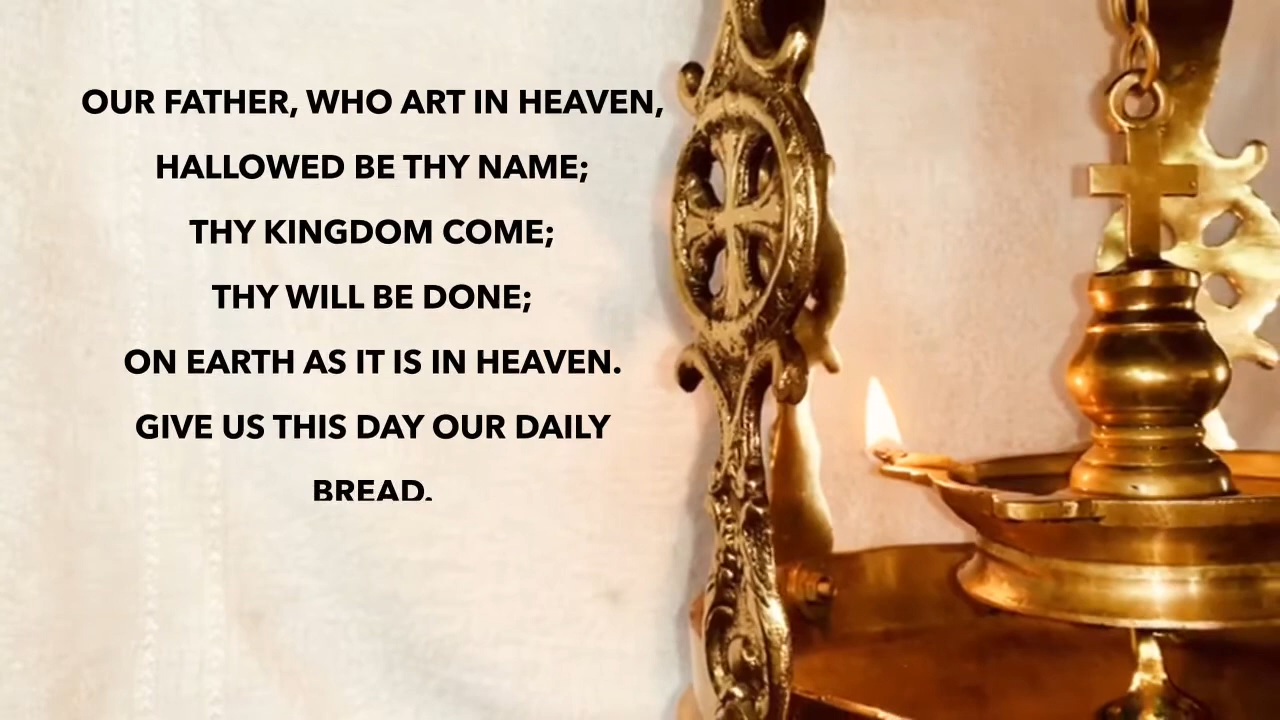 OUR FATHER, WHO ART IN HEAVEN,
HALLOWED BE THY NAME;
THY KINGDOM COME;
THY WILL BE DONE;
ON EARTH AS IT IS IN HEAVEN.
GIVE US THIS DAY OUR DAILY
BREAD.